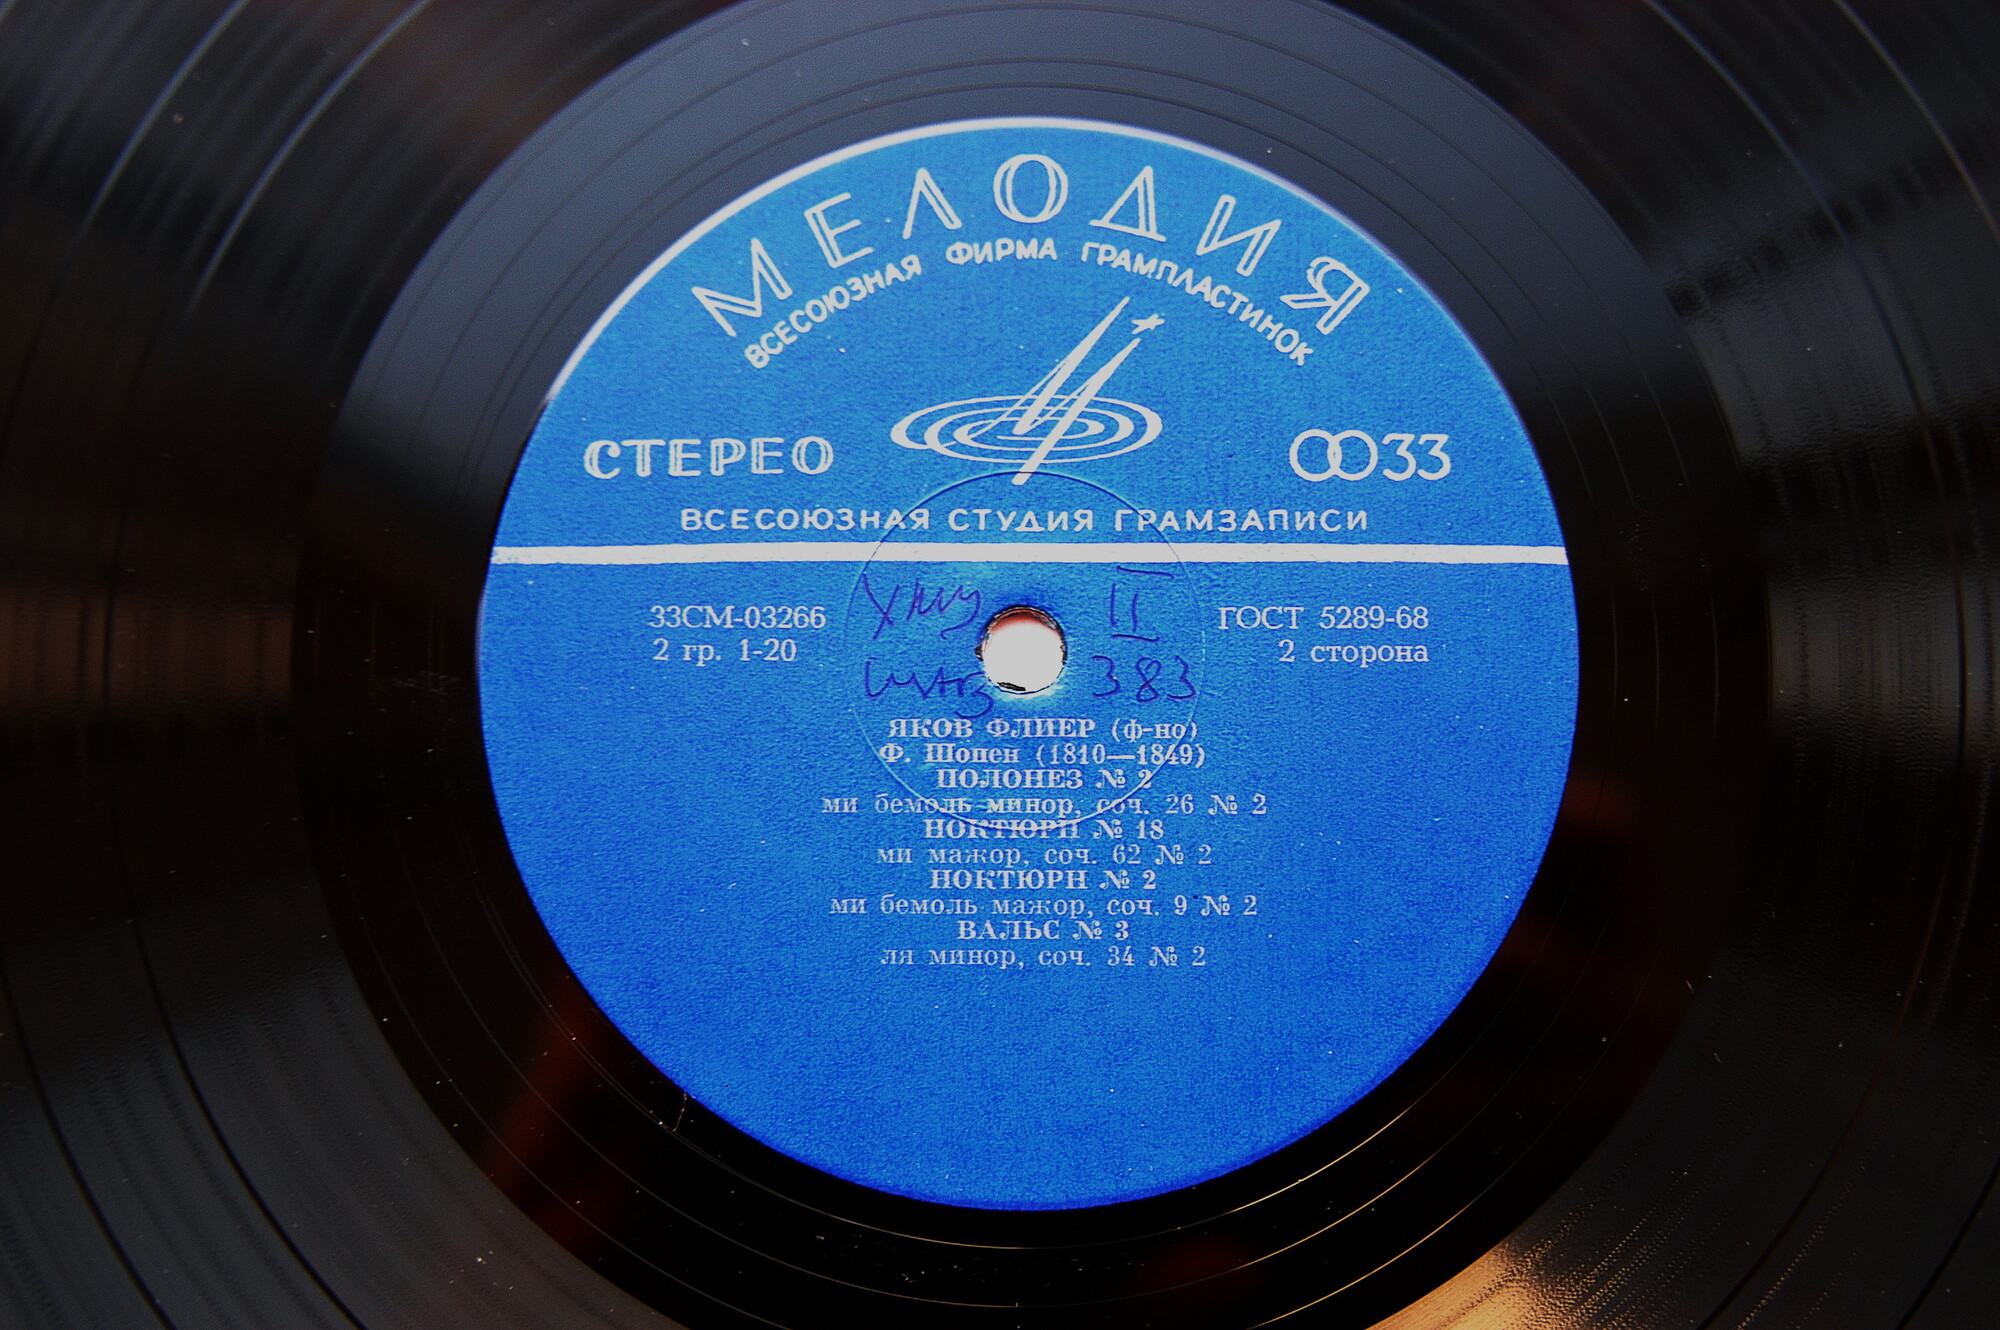 МЕЛОДИЯ
ВСЕСОЮЗНАЯ ФИРМА ГРАМПЛАСТИНОК
СТЕРЕО
33
ВСЕСОЮЗНАЯ СТУДИЯ ГРАМЗАПИСИ
33СМ-03266
ГОСТ 5289-68
2 гр. 1-20
2 сторона
II
383
ЯКОВ ФЛИЕР (ф-но)
Ф. Шопен (1810—1849)
ПОЛОНЕЗ № 2
ми бемоль минор, соч. 26 № 2
НОКТЮРН № 18
ми мажор, соч. 62 № 2
НОКТЮРН № 2
ми бемоль мажор, соч. 9 № 2
ВАЛЬС № 3
ля минор, соч. 34 № 2